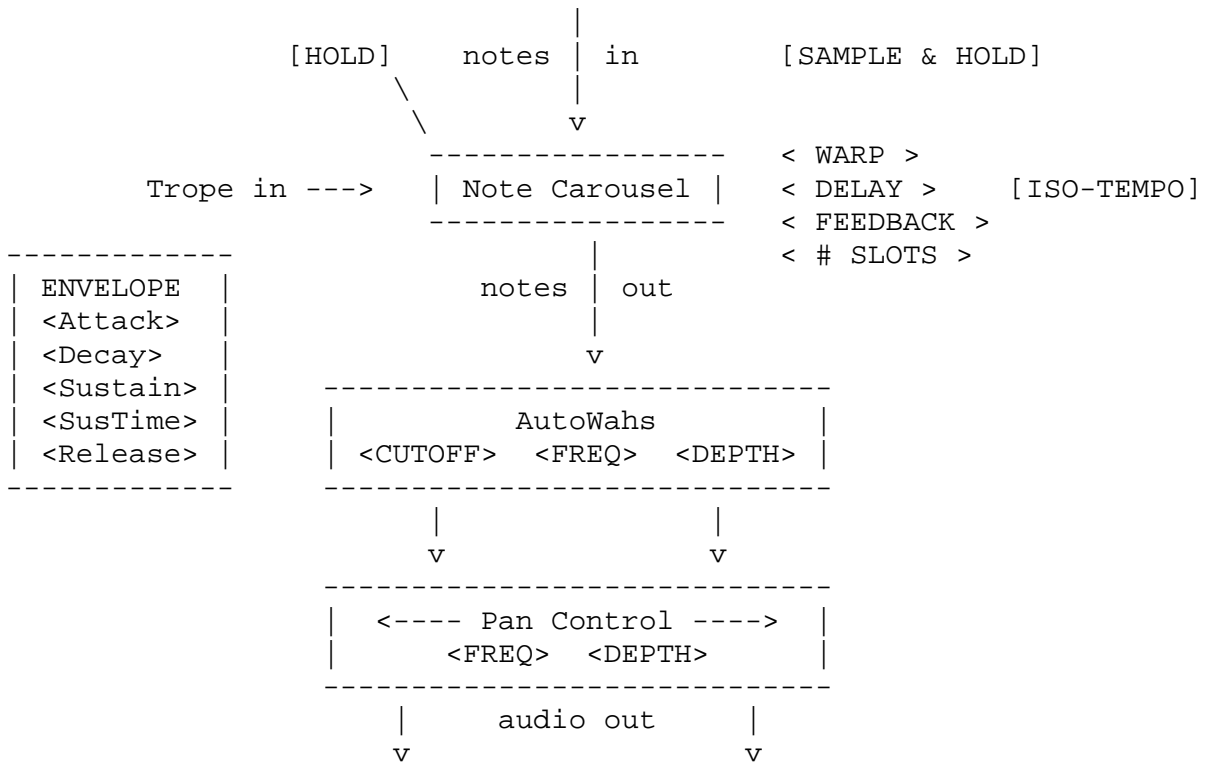 [HOLD] notes | in [SAMPLE & HOLD]
< WARP >
Trope in ---> | Note Carousel | < DELAY > [ISO-TEMPO]
< FEEDBACK >
< # SLOTS >
| ENVELOPE | notes | out
| <Attack> |
| <Decay> |
| <Sustain> |
| <SusTime> | | AutoWahs |
| <Release> | | <CUTOFF> <FREQ> <DEPTH> |
| <---- Pan Control ----> |
| <FREQ> <DEPTH> |
| audio out |